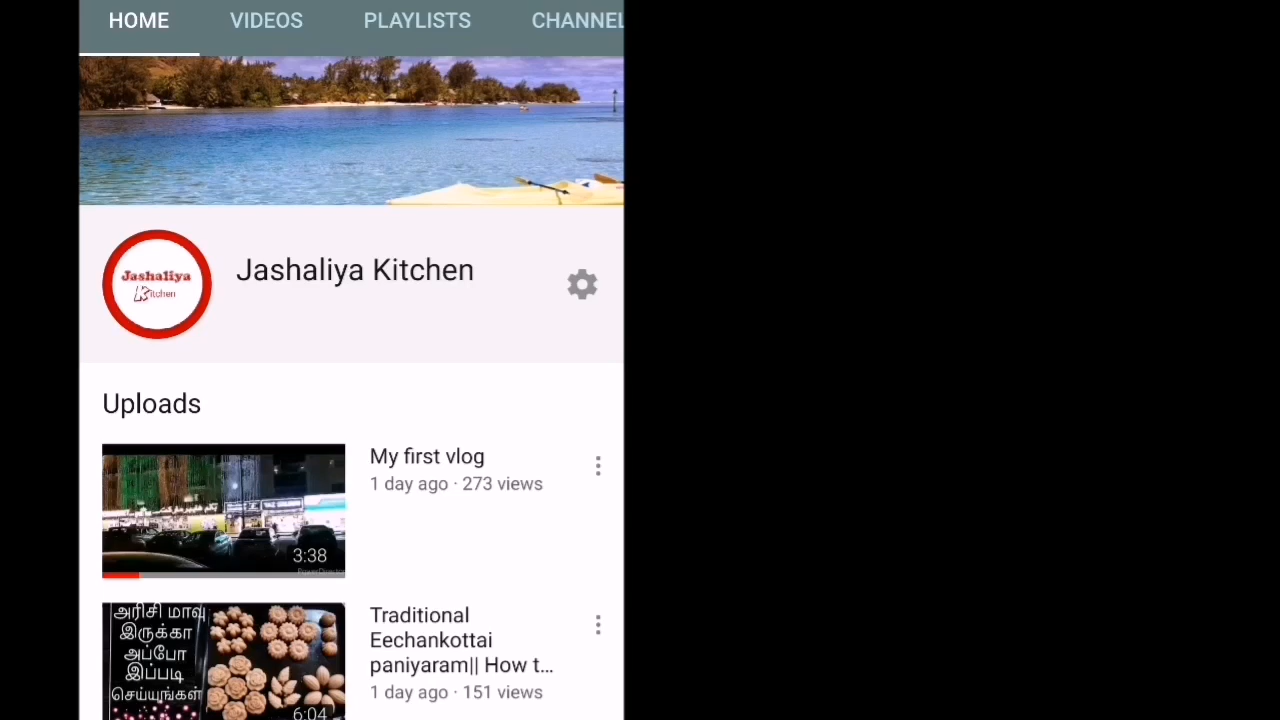 HOME VIDEOS PLAYLISTS CHANNEL
Jashaliya
Kitchen
Jashaliya Kitchen
Uploads
My first vlog
1 day ago · 273 views
3:38
PowerDirector
Traditional
Eechankottai
paniyaram|| How t...
1 day ago · 151 views
அரிசி மாவு
இருக்கா
அப்போ
இப்படி
செய்யுங்கள்
6:04